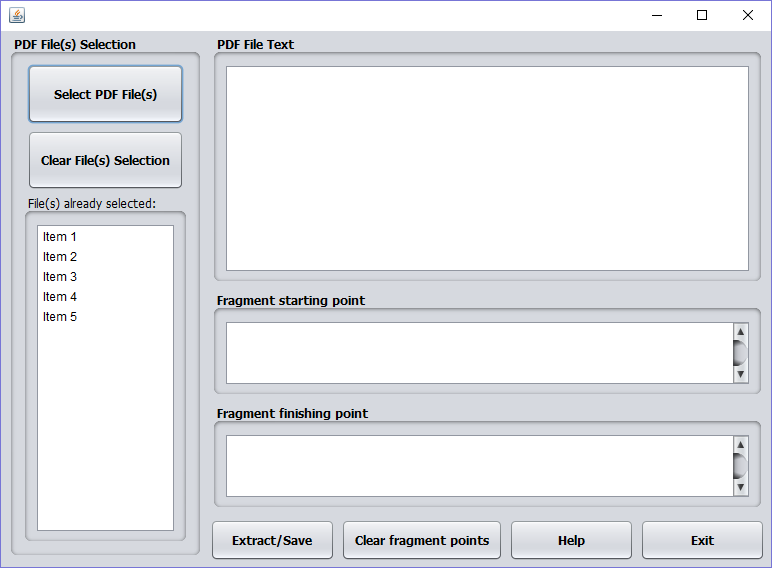 PDF File(s) Selection
Select PDF File(s)
Clear File(s) Selection
File(s) already selected:
Item 1
Item 2
Item 3
Item 4
Item 5
PDF File Text
Fragment starting point
Fragment finishing point
Extract/Save
Clear fragment points
Help
Exit